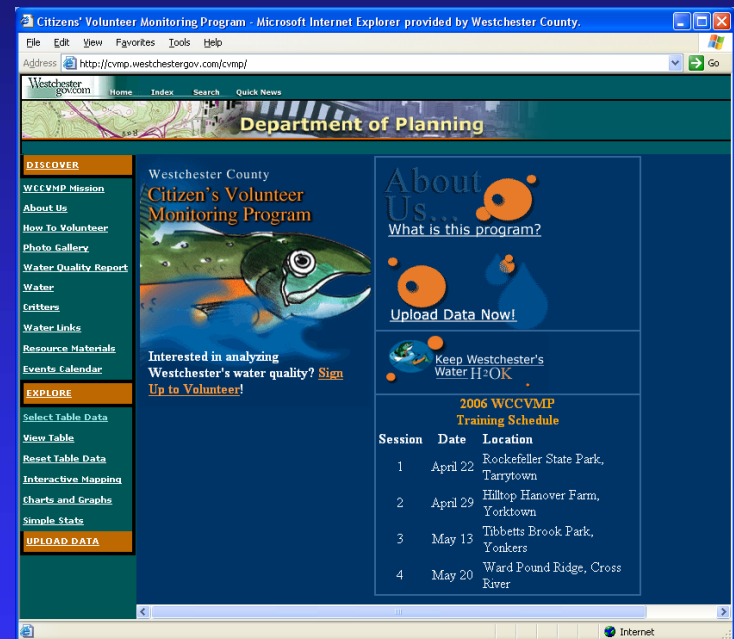 Citizens' Volunteer Monitoring Program - Microsoft Internet Explorer provided by Westchester County.
File Edit View Favorites Tools Help
Address http://cvmp.westchestergov.com/cvmp/ Go
Westchester
gov.com Home Index Search Quick News
Department of Planning
DISCOVER
WCCVMP Mission
About Us
How To Volunteer
Photo Gallery
Water Quality Report
Water
Critters
Water Links
Resource Materials
Events Calendar
EXPLORE
Select Table Data
View Table
Reset Table Data
Interactive Mapping
Charts and Graphs
Simple Stats
UPLOAD DATA
Westchester County
Citizen's Volunteer
Monitoring Program
Interested in analyzing
Westchester's water quality? Sign
Up to Volunteer!
About
Us...
What is this program?
Upload Data Now!
Keep Westchester's
Water H2OK
2006 WCCVMP
Training Schedule
Session Date Location
1 April 22 Rockefeller State Park,
Tarrytown
2 April 29 Hilltop Hanover Farm,
Yorktown
3 May 13 Tibbetts Brook Park,
Yonkers
4 May 20 Ward Pound Ridge, Cross
River
Internet